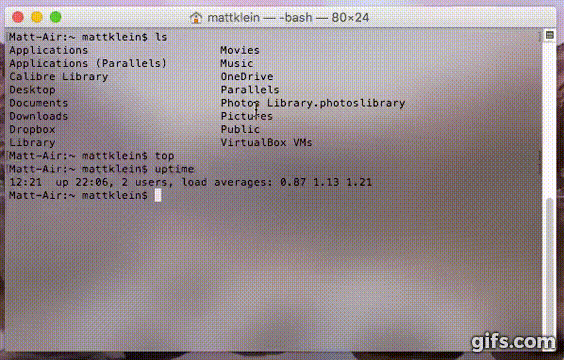 mattklein — -bash — 80×24
Matt-Air:~ mattklein$ ls
Applications Movies
Applications (Parallels) Music
Calibre Library OneDrive
Desktop Parallels
Documents Photos Library.photoslibrary
Downloads Pictures
Dropbox Public
Library VirtualBox VMs
Matt-Air:~ mattklein$ top
Matt-Air:~ mattklein$ uptime
12:21 up 22:06, 2 users, load averages: 0.87 1.13 1.21
Matt-Air:~ mattklein$
gifs.com